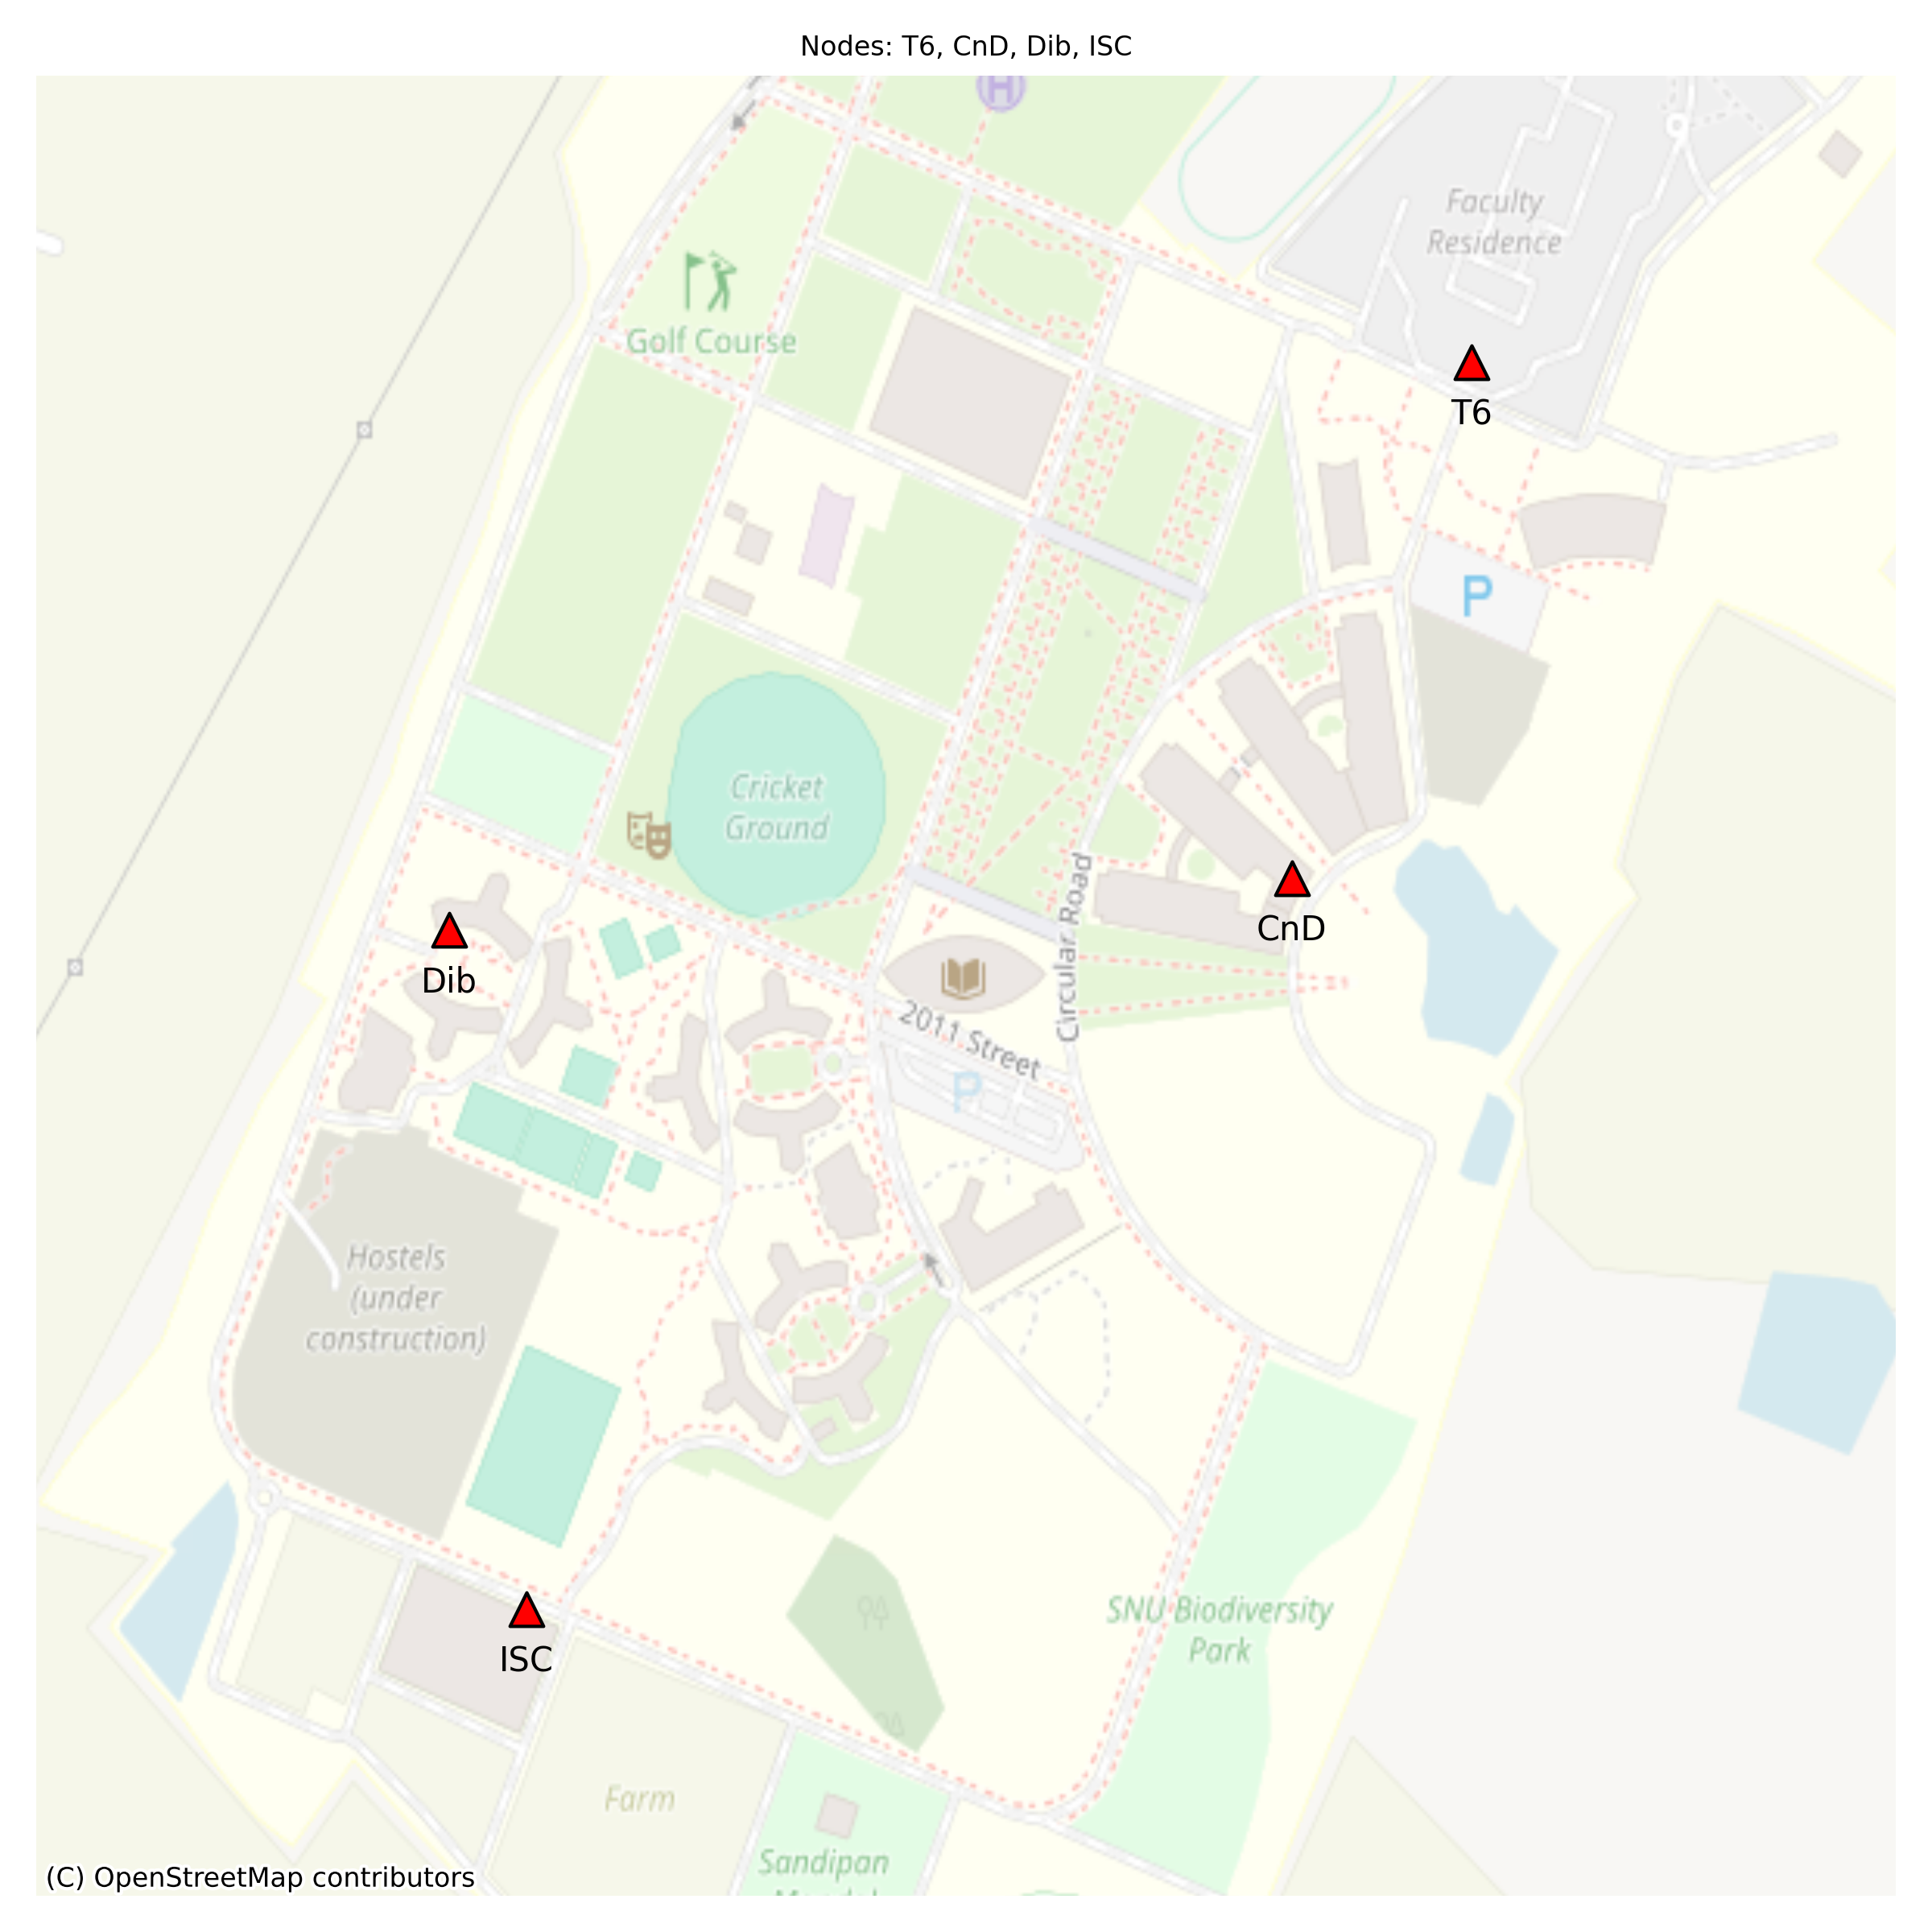 Nodes: T6, CnD, Dib, ISC
H
Faculty
Residence
Golf Course
T6
P
Cricket
Ground
Circular Road
CnD
Dib
2011 Street
P
Hostels
(under
construction)
SNU Biodiversity
Park
ISC
Farm
Sandipan
(C) OpenStreetMap contributors